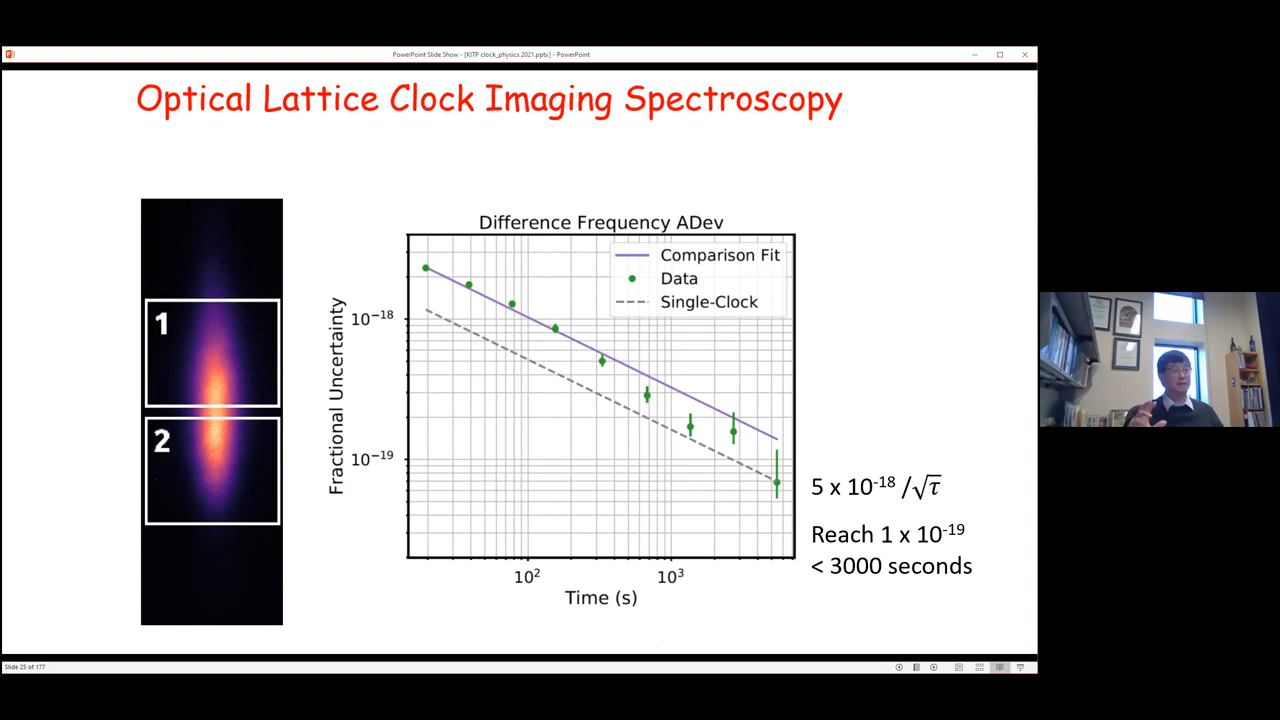 PowerPoint Slide Show - [KITP clock_physics 2021.pptx] - PowerPoint
Optical Lattice Clock Imaging Spectroscopy
1
2
Difference Frequency ADev
Comparison Fit
Data
Single-Clock
Fractional Uncertainty
10⁻¹⁸
10⁻¹⁹
10²
10³
Time (s)
5 x 10⁻¹⁸ /√τ
Reach 1 x 10⁻¹⁹
< 3000 seconds
Slide 25 of 177